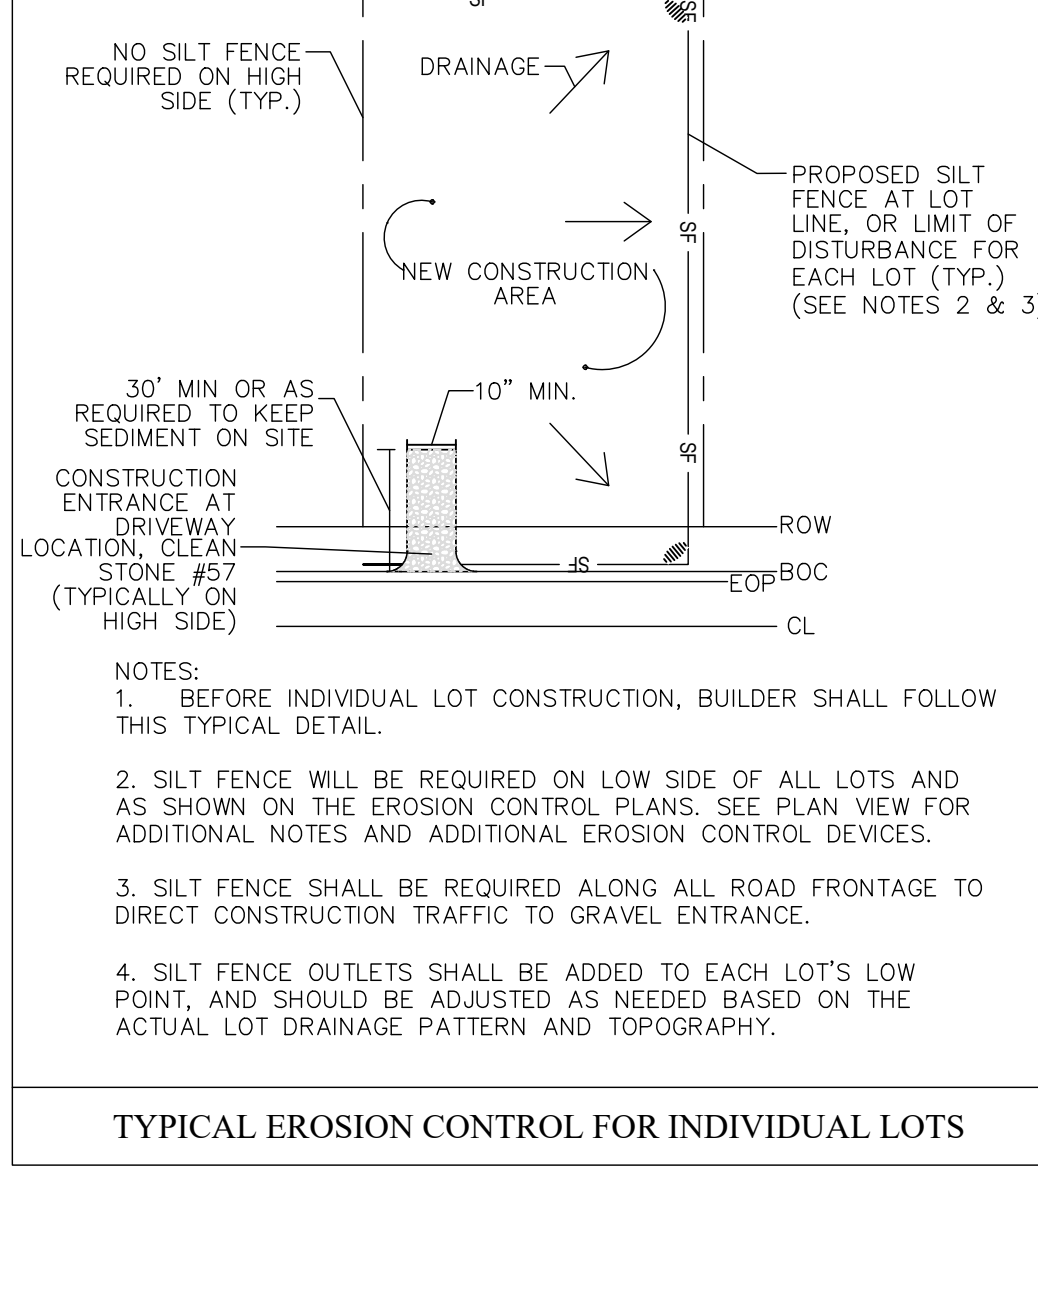 SF
SF
NO SILT FENCE
REQUIRED ON HIGH
SIDE (TYP.)
DRAINAGE
PROPOSED SILT
FENCE AT LOT
LINE, OR LIMIT OF
DISTURBANCE FOR
EACH LOT (TYP.)
(SEE NOTES 2 & 3)
SF
NEW CONSTRUCTION
AREA
30' MIN OR AS
REQUIRED TO KEEP
SEDIMENT ON SITE
10" MIN.
SF
CONSTRUCTION
ENTRANCE AT
DRIVEWAY
LOCATION, CLEAN
STONE #57
(TYPICALLY ON
HIGH SIDE)
ROW
SF
BOC
EOP
CL
NOTES:
1. BEFORE INDIVIDUAL LOT CONSTRUCTION, BUILDER SHALL FOLLOW
THIS TYPICAL DETAIL.
2. SILT FENCE WILL BE REQUIRED ON LOW SIDE OF ALL LOTS AND
AS SHOWN ON THE EROSION CONTROL PLANS. SEE PLAN VIEW FOR
ADDITIONAL NOTES AND ADDITIONAL EROSION CONTROL DEVICES.
3. SILT FENCE SHALL BE REQUIRED ALONG ALL ROAD FRONTAGE TO
DIRECT CONSTRUCTION TRAFFIC TO GRAVEL ENTRANCE.
4. SILT FENCE OUTLETS SHALL BE ADDED TO EACH LOT'S LOW
POINT, AND SHOULD BE ADJUSTED AS NEEDED BASED ON THE
ACTUAL LOT DRAINAGE PATTERN AND TOPOGRAPHY.
TYPICAL EROSION CONTROL FOR INDIVIDUAL LOTS